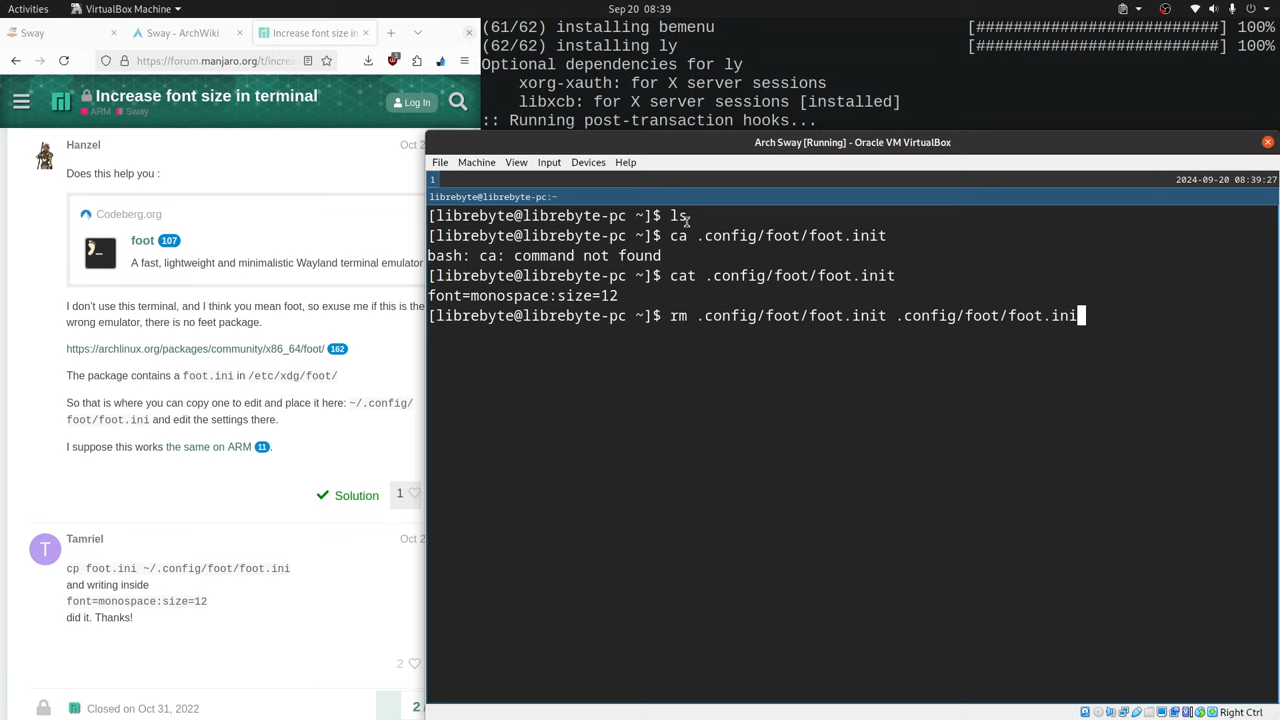 Activities VirtualBox Machine Sep 20 08:39
Sway Sway - ArchWiki Increase font size in
https://forum.manjaro.org/t/increa 3
Increase font size in terminal
ARM Sway
Log In
Hanzel Oct 2
Does this help you :
Codeberg.org
foot 107
A fast, lightweight and minimalistic Wayland terminal emulator
I don't use this terminal, and I think you mean foot, so exuse me if this is the
wrong emulator, there is no feet package.
https://archlinux.org/packages/community/x86_64/foot/ 162
The package contains a foot.ini in /etc/xdg/foot/
So that is where you can copy one to edit and place it here: ~/.config/
foot/foot.ini and edit the settings there.
I suppose this works the same on ARM 11.
Solution 1
Tamriel Oct 2
T
cp foot.ini ~/.config/foot/foot.ini
and writing inside
font=monospace:size=12
did it. Thanks!
2
Closed on Oct 31, 2022
2
(61/62) installing bemenu [##########################] 100%
(62/62) installing ly [##########################] 100%
Optional dependencies for ly
xorg-xauth: for X server sessions
libxcb: for X server sessions [installed]
:: Running post-transaction hooks...
Arch Sway [Running] - Oracle VM VirtualBox
File Machine View Input Devices Help
1 2024-09-20 08:39:27
librebyte@librebyte-pc:~
[librebyte@librebyte-pc ~]$ ls
[librebyte@librebyte-pc ~]$ ca .config/foot/foot.init
bash: ca: command not found
[librebyte@librebyte-pc ~]$ cat .config/foot/foot.init
font=monospace:size=12
[librebyte@librebyte-pc ~]$ rm .config/foot/foot.init .config/foot/foot.ini
Right Ctrl